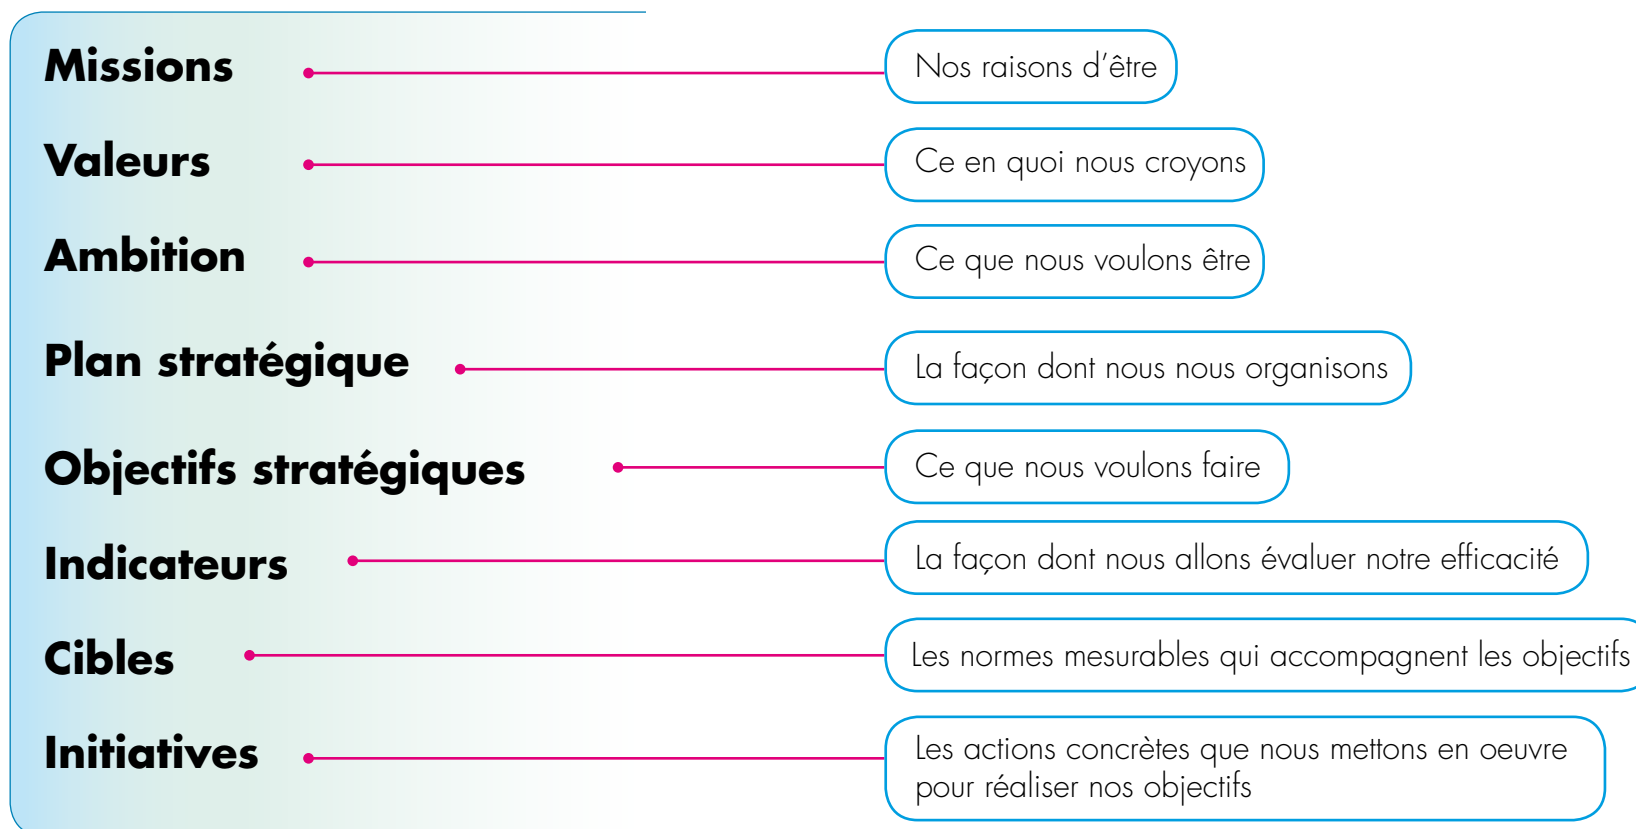 Missions
Nos raisons d'être
Valeurs
Ce en quoi nous croyons
Ambition
Ce que nous voulons être
Plan stratégique
La façon dont nous nous organisons
Objectifs stratégiques
Ce que nous voulons faire
Indicateurs
La façon dont nous allons évaluer notre efficacité
Cibles
Les normes mesurables qui accompagnent les objectifs
Initiatives
Les actions concrètes que nous mettons en oeuvre
pour réaliser nos objectifs